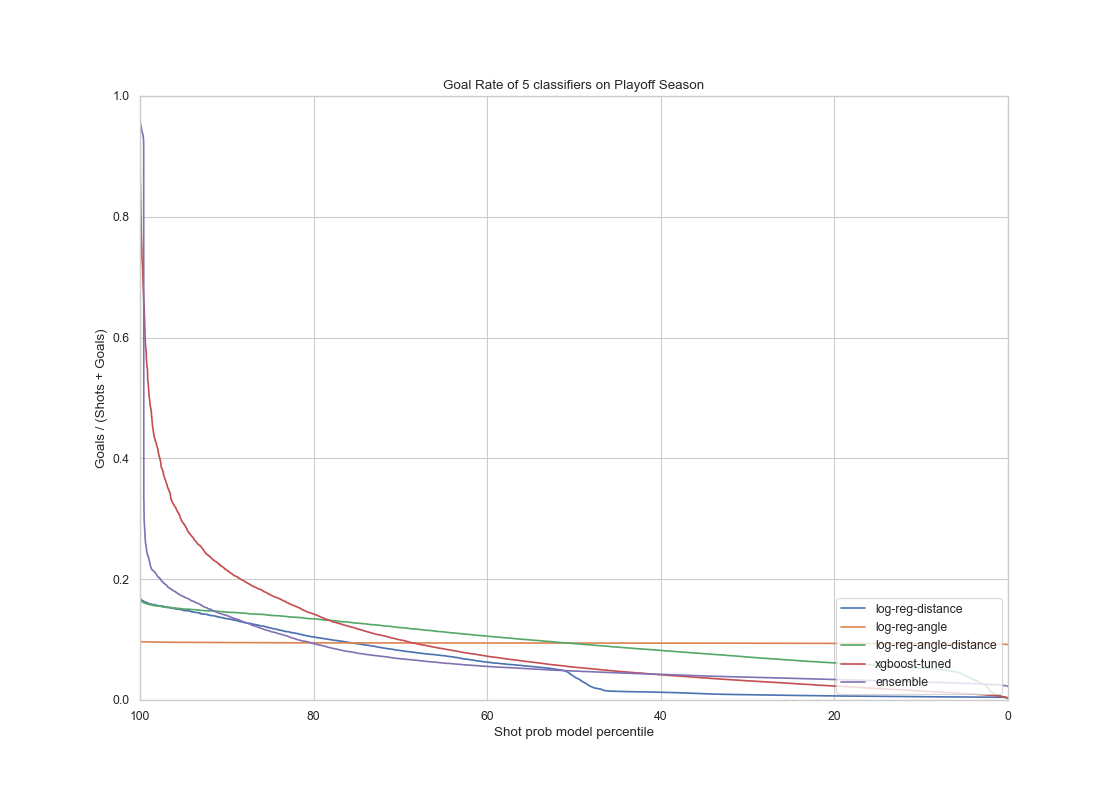 Goal Rate of 5 classifiers on Playoff Season
1.0
0.8
0.6
0.4
0.2
0.0
Goals / (Shots + Goals)
100
80
60
40
20
0
Shot prob model percentile
log-reg-distance
log-reg-angle
log-reg-angle-distance
xgboost-tuned
ensemble